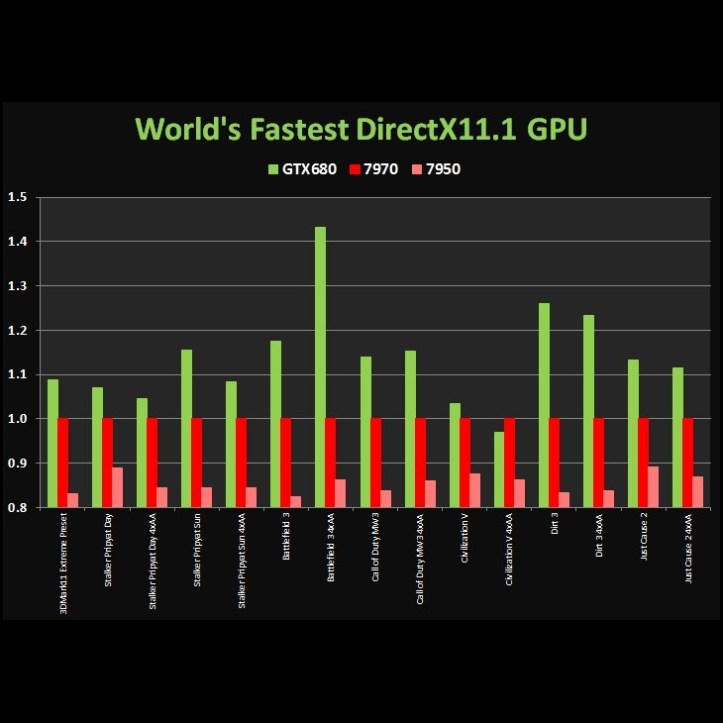 World's Fastest DirectX11.1 GPU
GTX680 7970 7950
1.5
1.4
1.3
1.2
1.1
1.0
0.9
0.8
3DMark11 Extreme Preset
Stalker Pripyat Day
Stalker Pripyat Day 4xAA
Stalker Pripyat Sun
Stalker Pripyat Sun 4xAA
Battlefield 3
Battlefield 3 4xAA
Call of Duty MW3
Call of Duty MW3 4xAA
Civilization V
Civilization V 4xAA
Dirt 3
Dirt 3 4xAA
Just Cause 2
Just Cause 2 4xAA